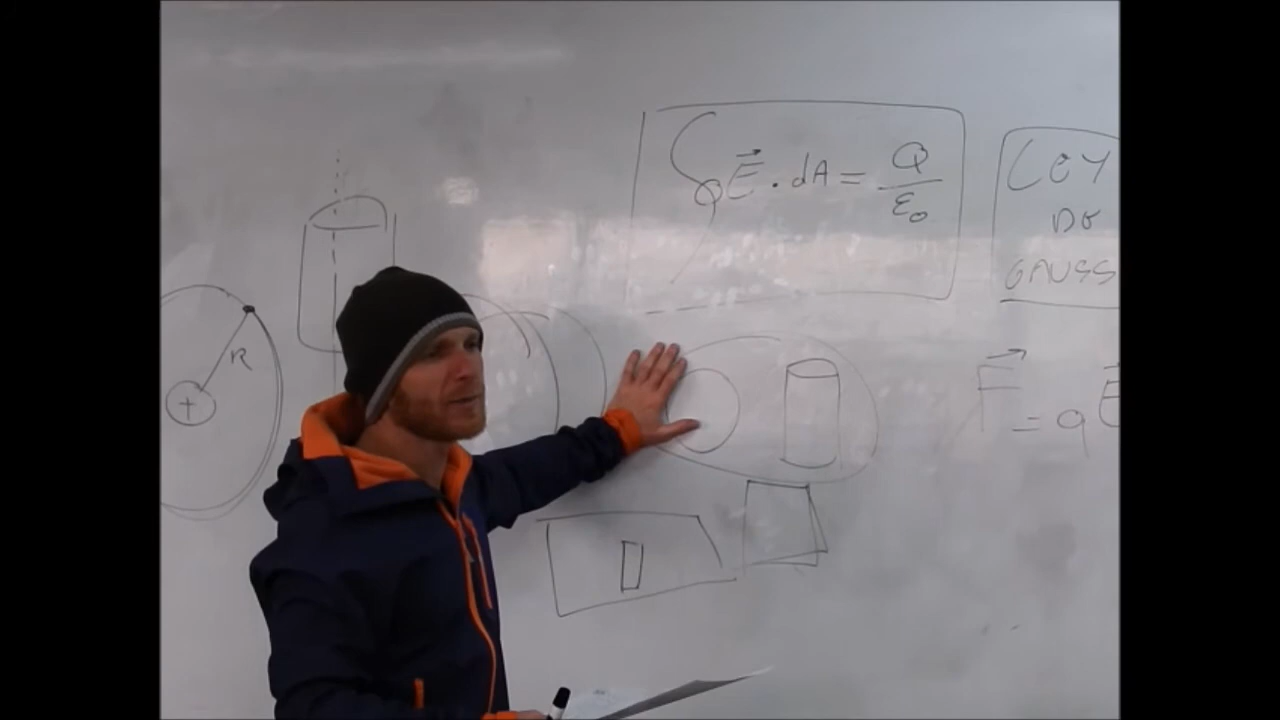 ∮ E⃗ · dA = Q / ε₀
LEY
DE
GAUSS
R
+
F⃗ = qE⃗